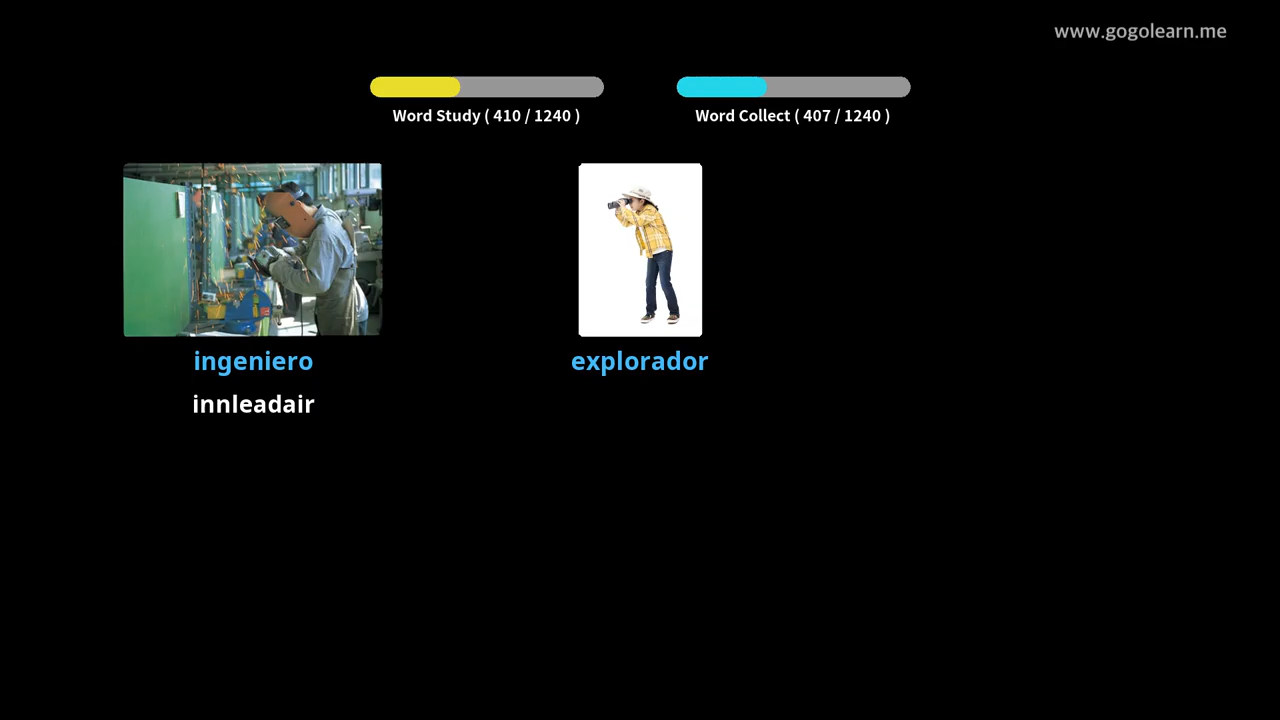 www.gogolearn.me
Word Study ( 410 / 1240 )
Word Collect ( 407 / 1240 )
ingeniero
explorador
innleadair